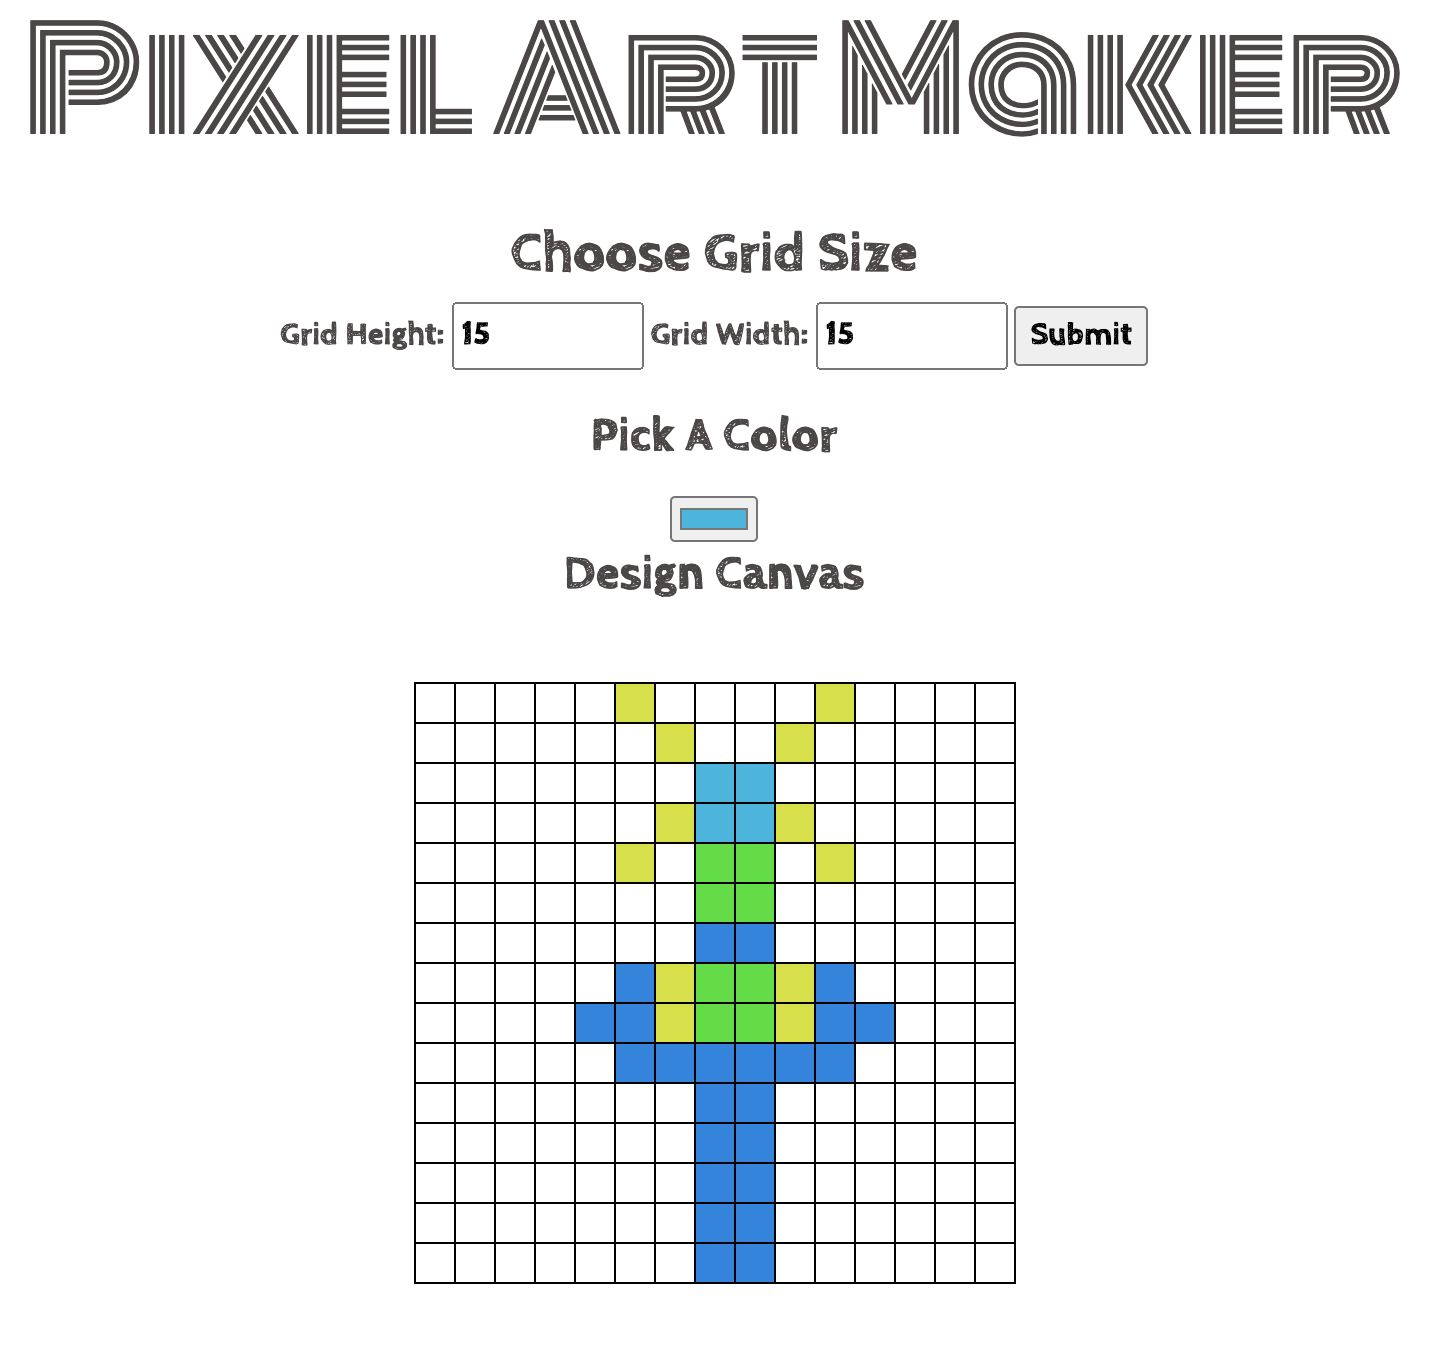 Pixel Art Maker
Choose Grid Size
Grid Height: 15 Grid Width: 15 Submit
Pick A Color
Design Canvas